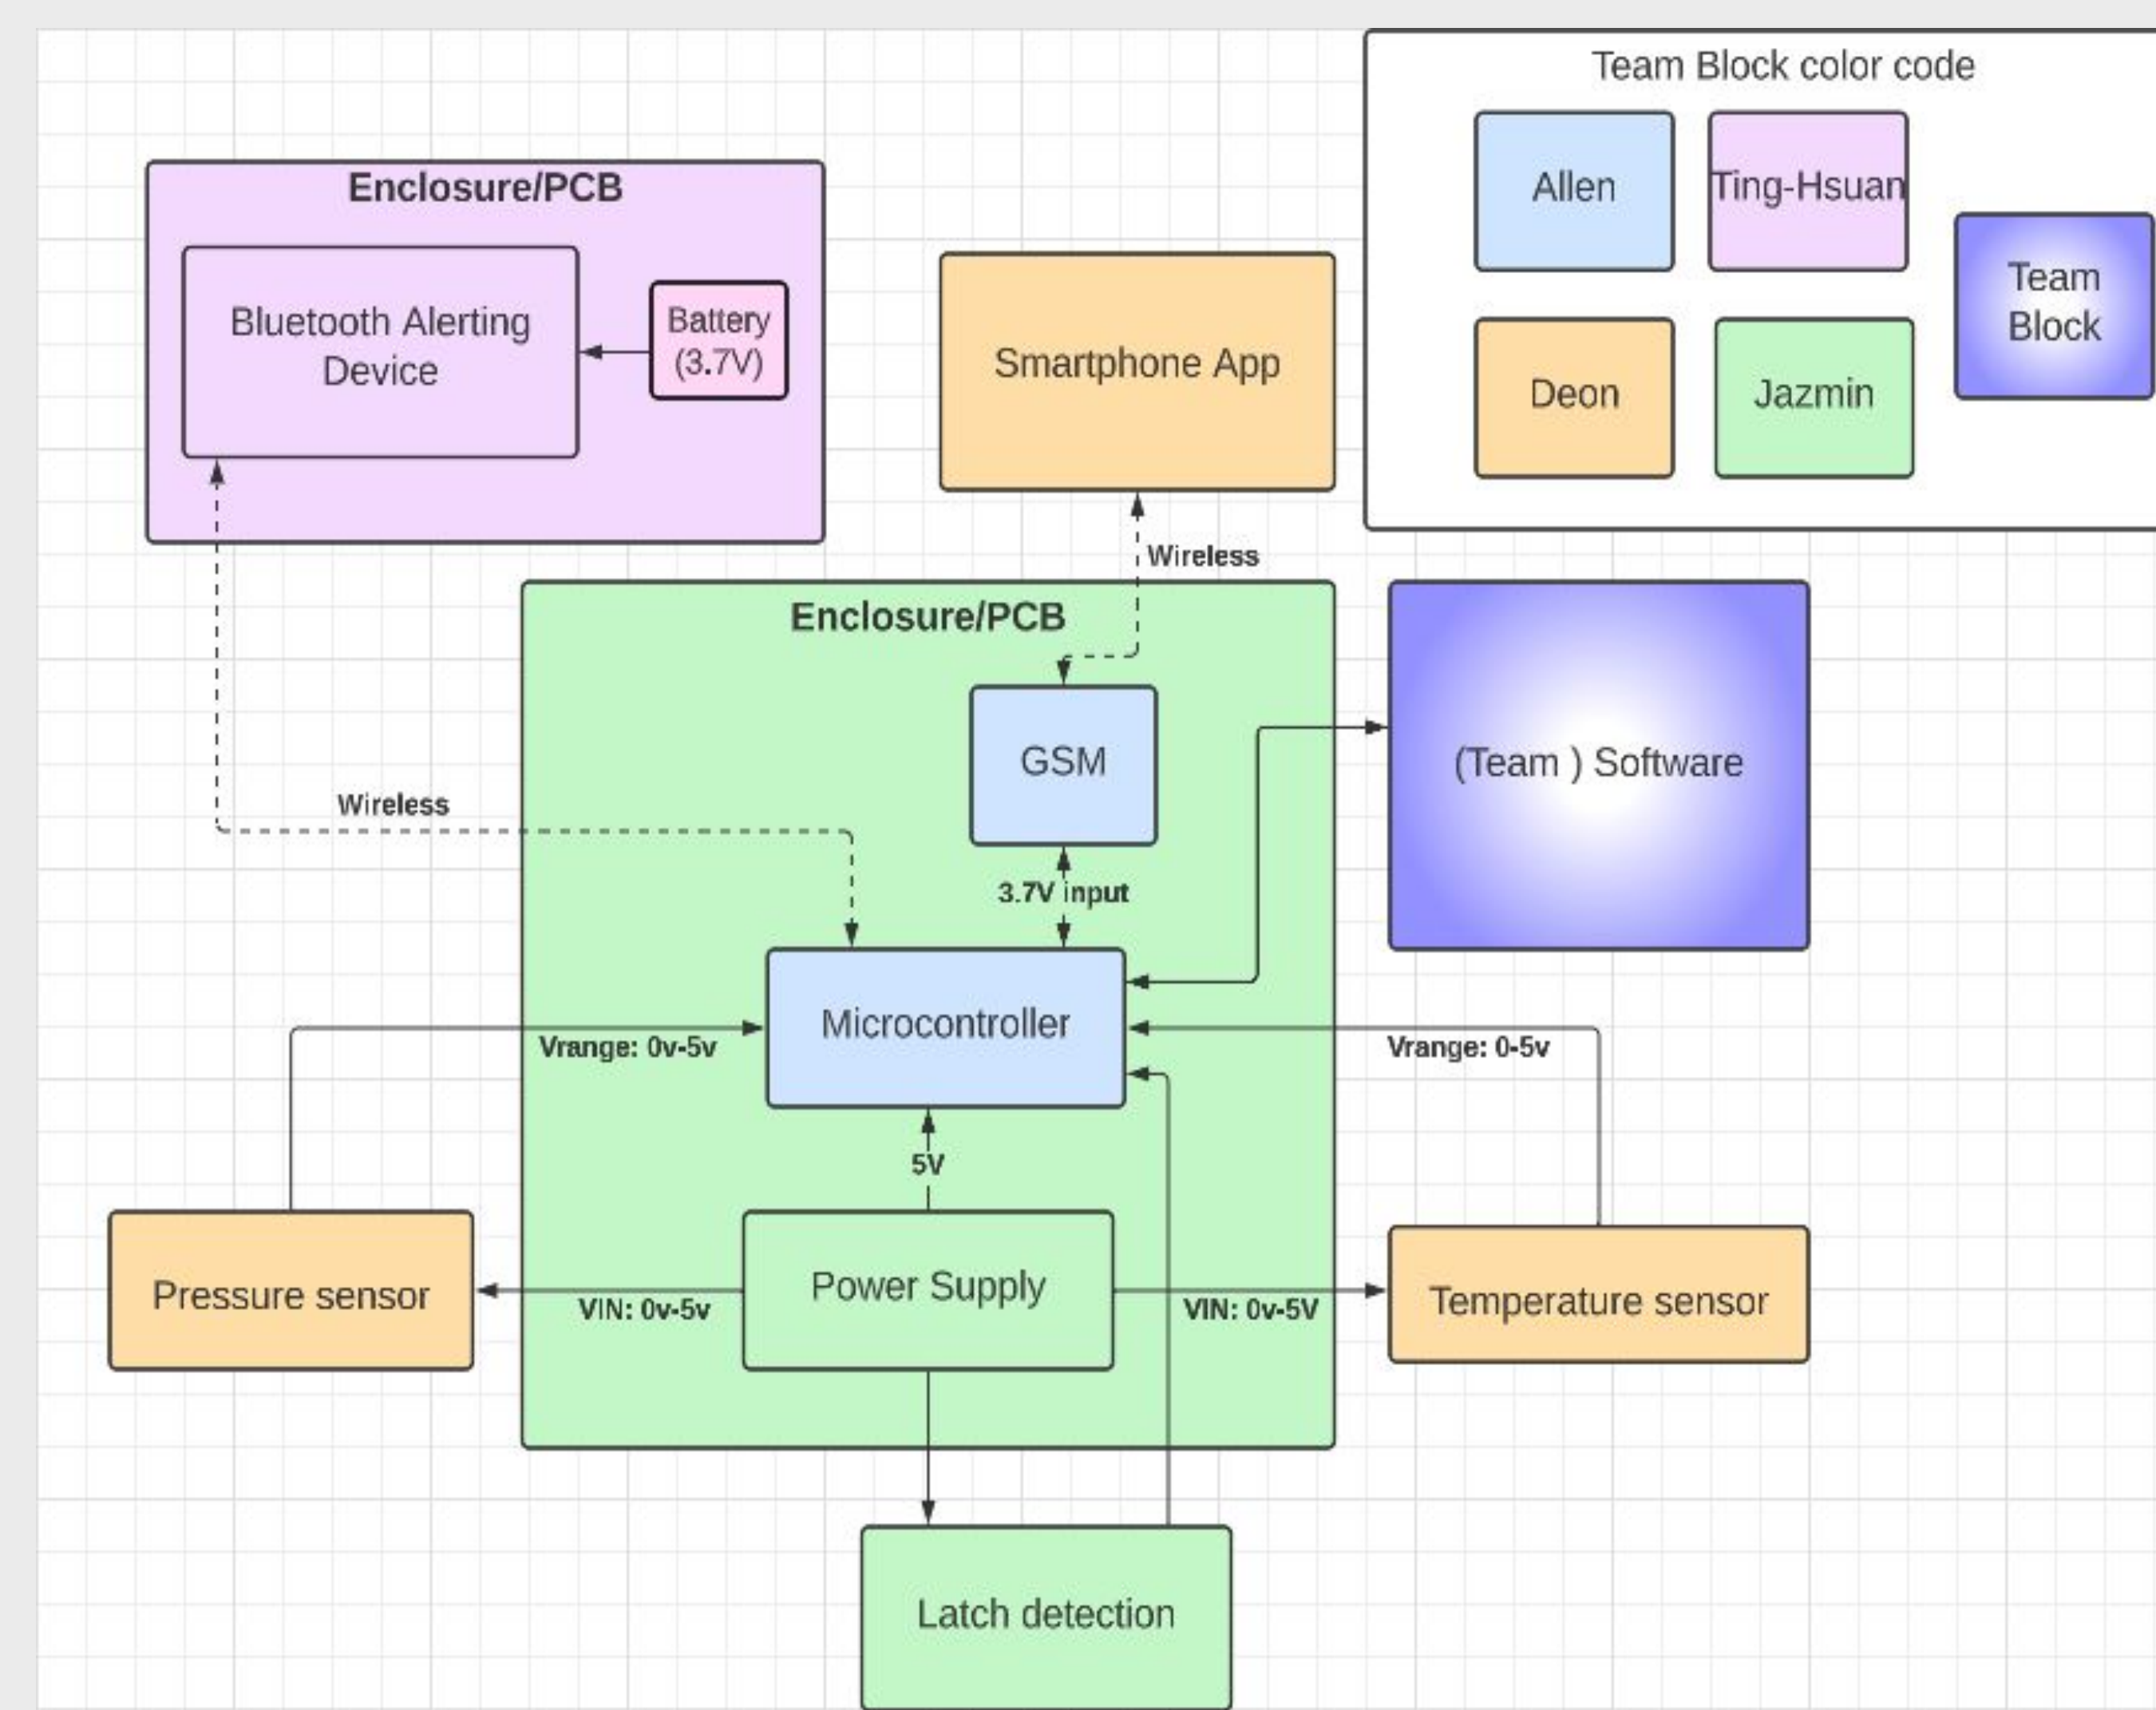 Team Block color code
Allen
Ting-Hsuan
Team
Block
Deon
Jazmin
Enclosure/PCB
Bluetooth Alerting
Device
Battery
(3.7V)
Smartphone App
Wireless
Enclosure/PCB
GSM
(Team ) Software
Wireless
3.7V input
Microcontroller
Vrange: 0v-5v
Vrange: 0-5v
5V
Pressure sensor
VIN: 0v-5v
Power Supply
VIN: 0v-5V
Temperature sensor
Latch detection